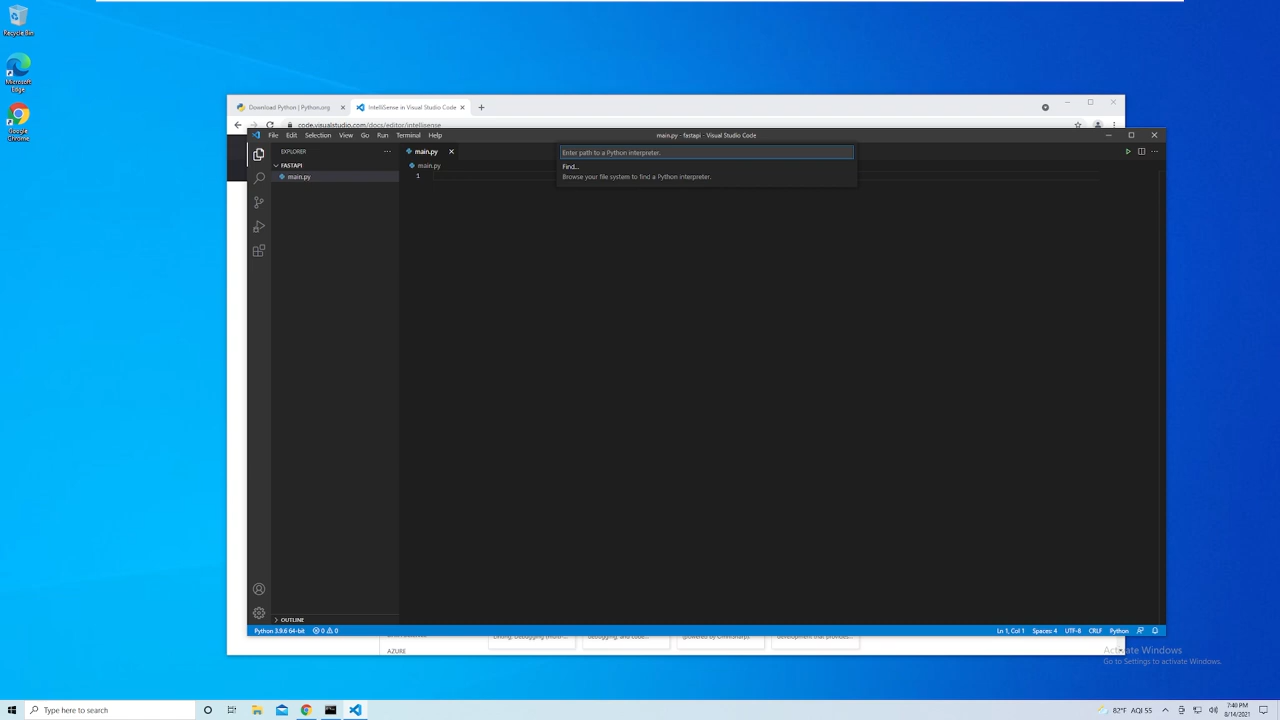 Recycle Bin
Microsoft
Edge
Google
Chrome
Download Python | Python.org
IntelliSense in Visual Studio Code
code.visualstudio.com/docs/editor/intellisense
File Edit Selection View Go Run Terminal Help
main.py - fastapi - Visual Studio Code
EXPLORER
main.py
Enter path to a Python interpreter.
FASTAPI
main.py
Find...
main.py
1
Browse your file system to find a Python interpreter.
OUTLINE
Python 3.9.6 64-bit 0 0
Ln 1, Col 1 Spaces: 4 UTF-8 CRLF Python
AZURE
Activate Windows
Go to Settings to activate Windows.
Type here to search
82°F AQI 55
7:40 PM
8/14/2021